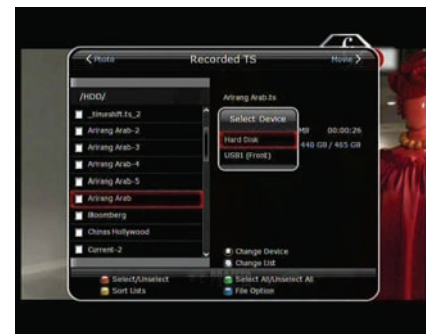 Photo
Recorded TS
Movie
/HDD/
_timeshift.ts_2
Arirang Arab-2
Arirang Arab-3
Arirang Arab-4
Arirang Arab-5
Arirang Arab
Bloomberg
Chinas Hollywood
Current-2
Arirang Arab.ts
Select Device
Hard Disk
USB1 (Front)
MB 00:00:26
440 GB / 465 GB
Change Device
Change List
Select/Unselect
Select All/Unselect All
Sort Lists
File Option